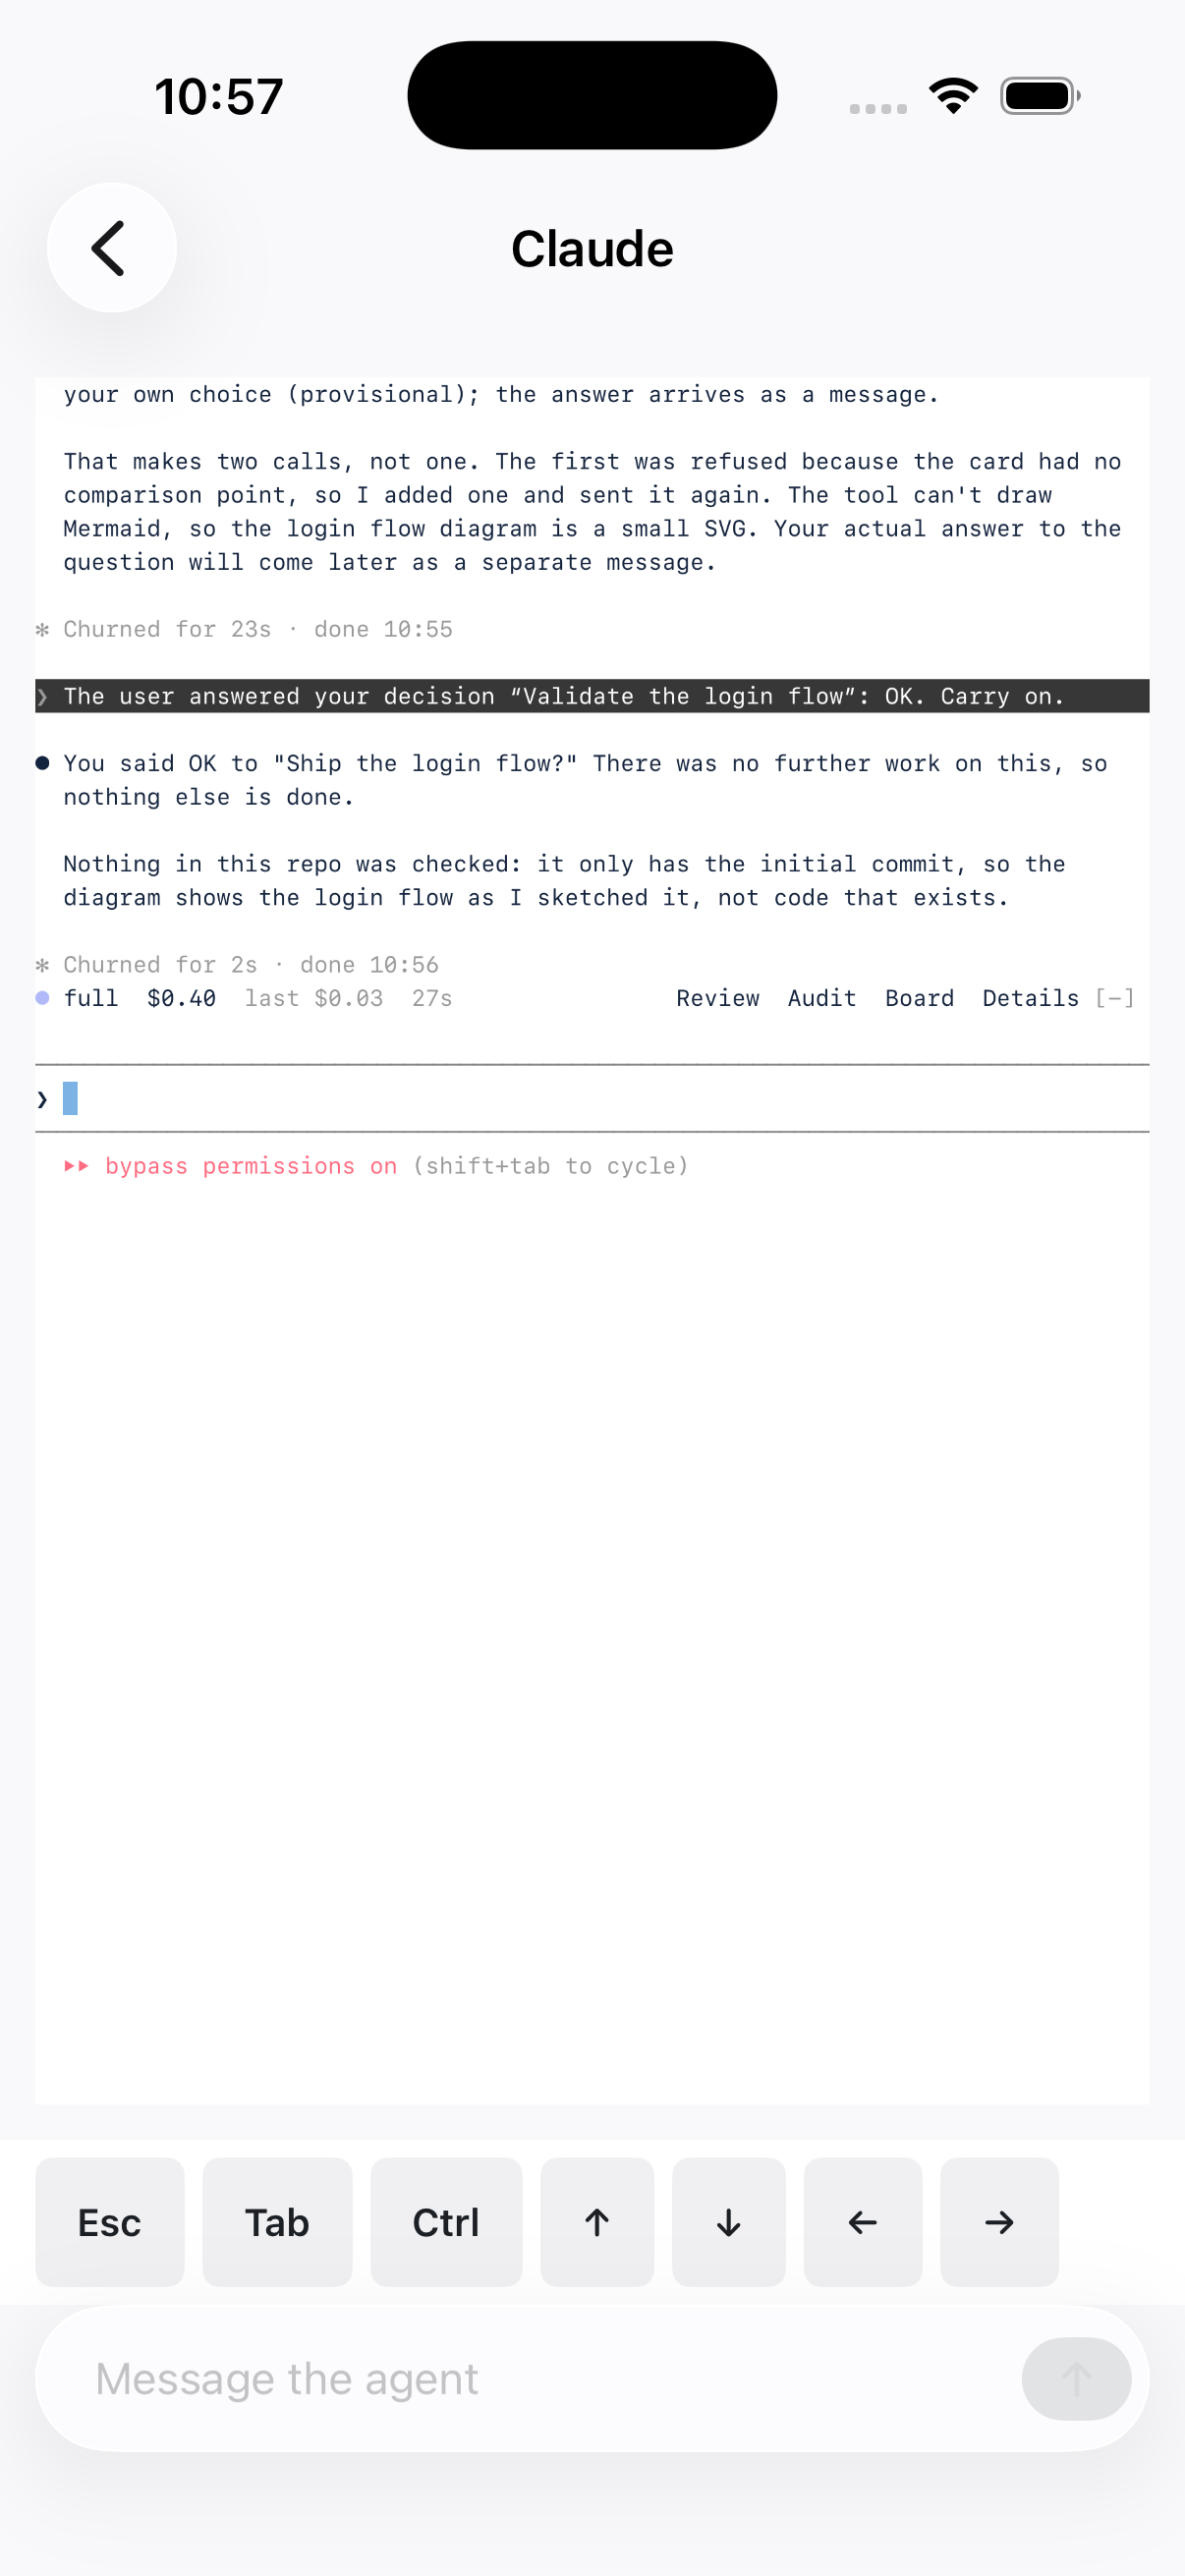 10:57
Claude
your own choice (provisional); the answer arrives as a message.
That makes two calls, not one. The first was refused because the card had no
comparison point, so I added one and sent it again. The tool can't draw
Mermaid, so the login flow diagram is a small SVG. Your actual answer to the
question will come later as a separate message.
✻ Churned for 23s · done 10:55
❯ The user answered your decision “Validate the login flow”: OK. Carry on.
● You said OK to "Ship the login flow?" There was no further work on this, so
nothing else is done.
Nothing in this repo was checked: it only has the initial commit, so the
diagram shows the login flow as I sketched it, not code that exists.
✻ Churned for 2s · done 10:56
● full $0.40 last $0.03 27s Review Audit Board Details [−]
❯
⏵⏵ bypass permissions on (shift+tab to cycle)
Esc Tab Ctrl ↑ ↓ ← →
Message the agent